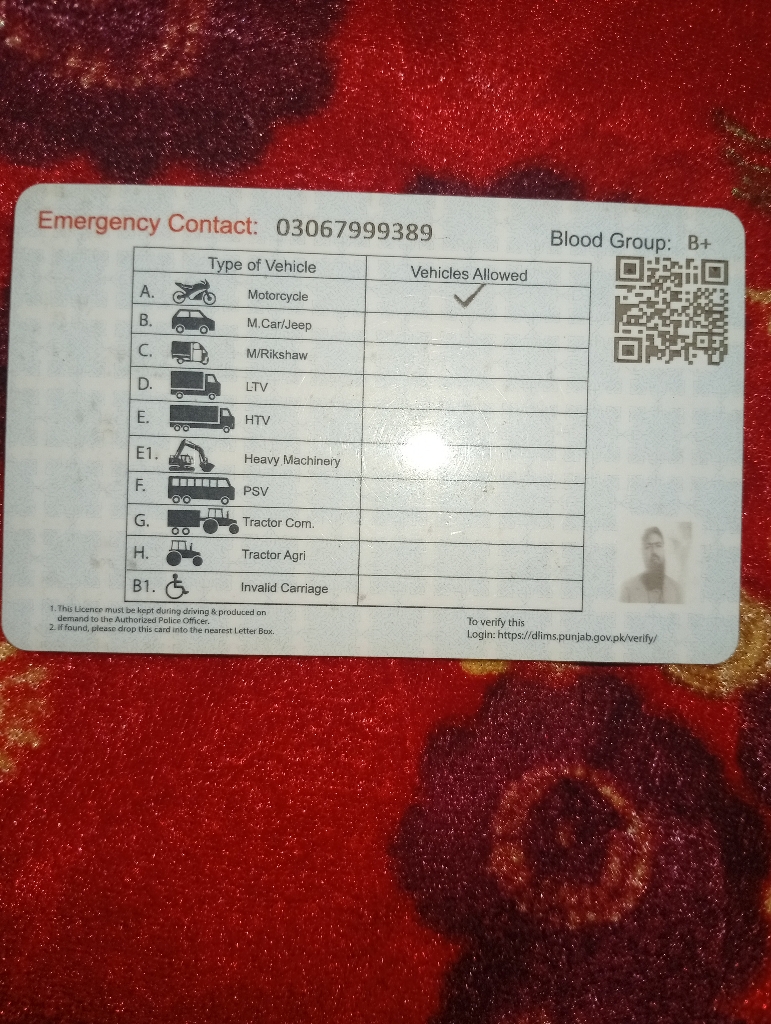 Emergency Contact: 03067999389
Blood Group: B+
Type of Vehicle Vehicles Allowed
A. Motorcycle
B. M.Car/Jeep
C. M/Rikshaw
D. LTV
E. HTV
E1. Heavy Machinery
F. PSV
G. Tractor Com.
H. Tractor Agri
B1. Invalid Carriage
1. This Licence must be kept during driving & produced on
demand to the Authorized Police Officer.
2. If found, please drop this card into the nearest Letter Box.
To verify this
Login: https://dlims.punjab.gov.pk/verify/